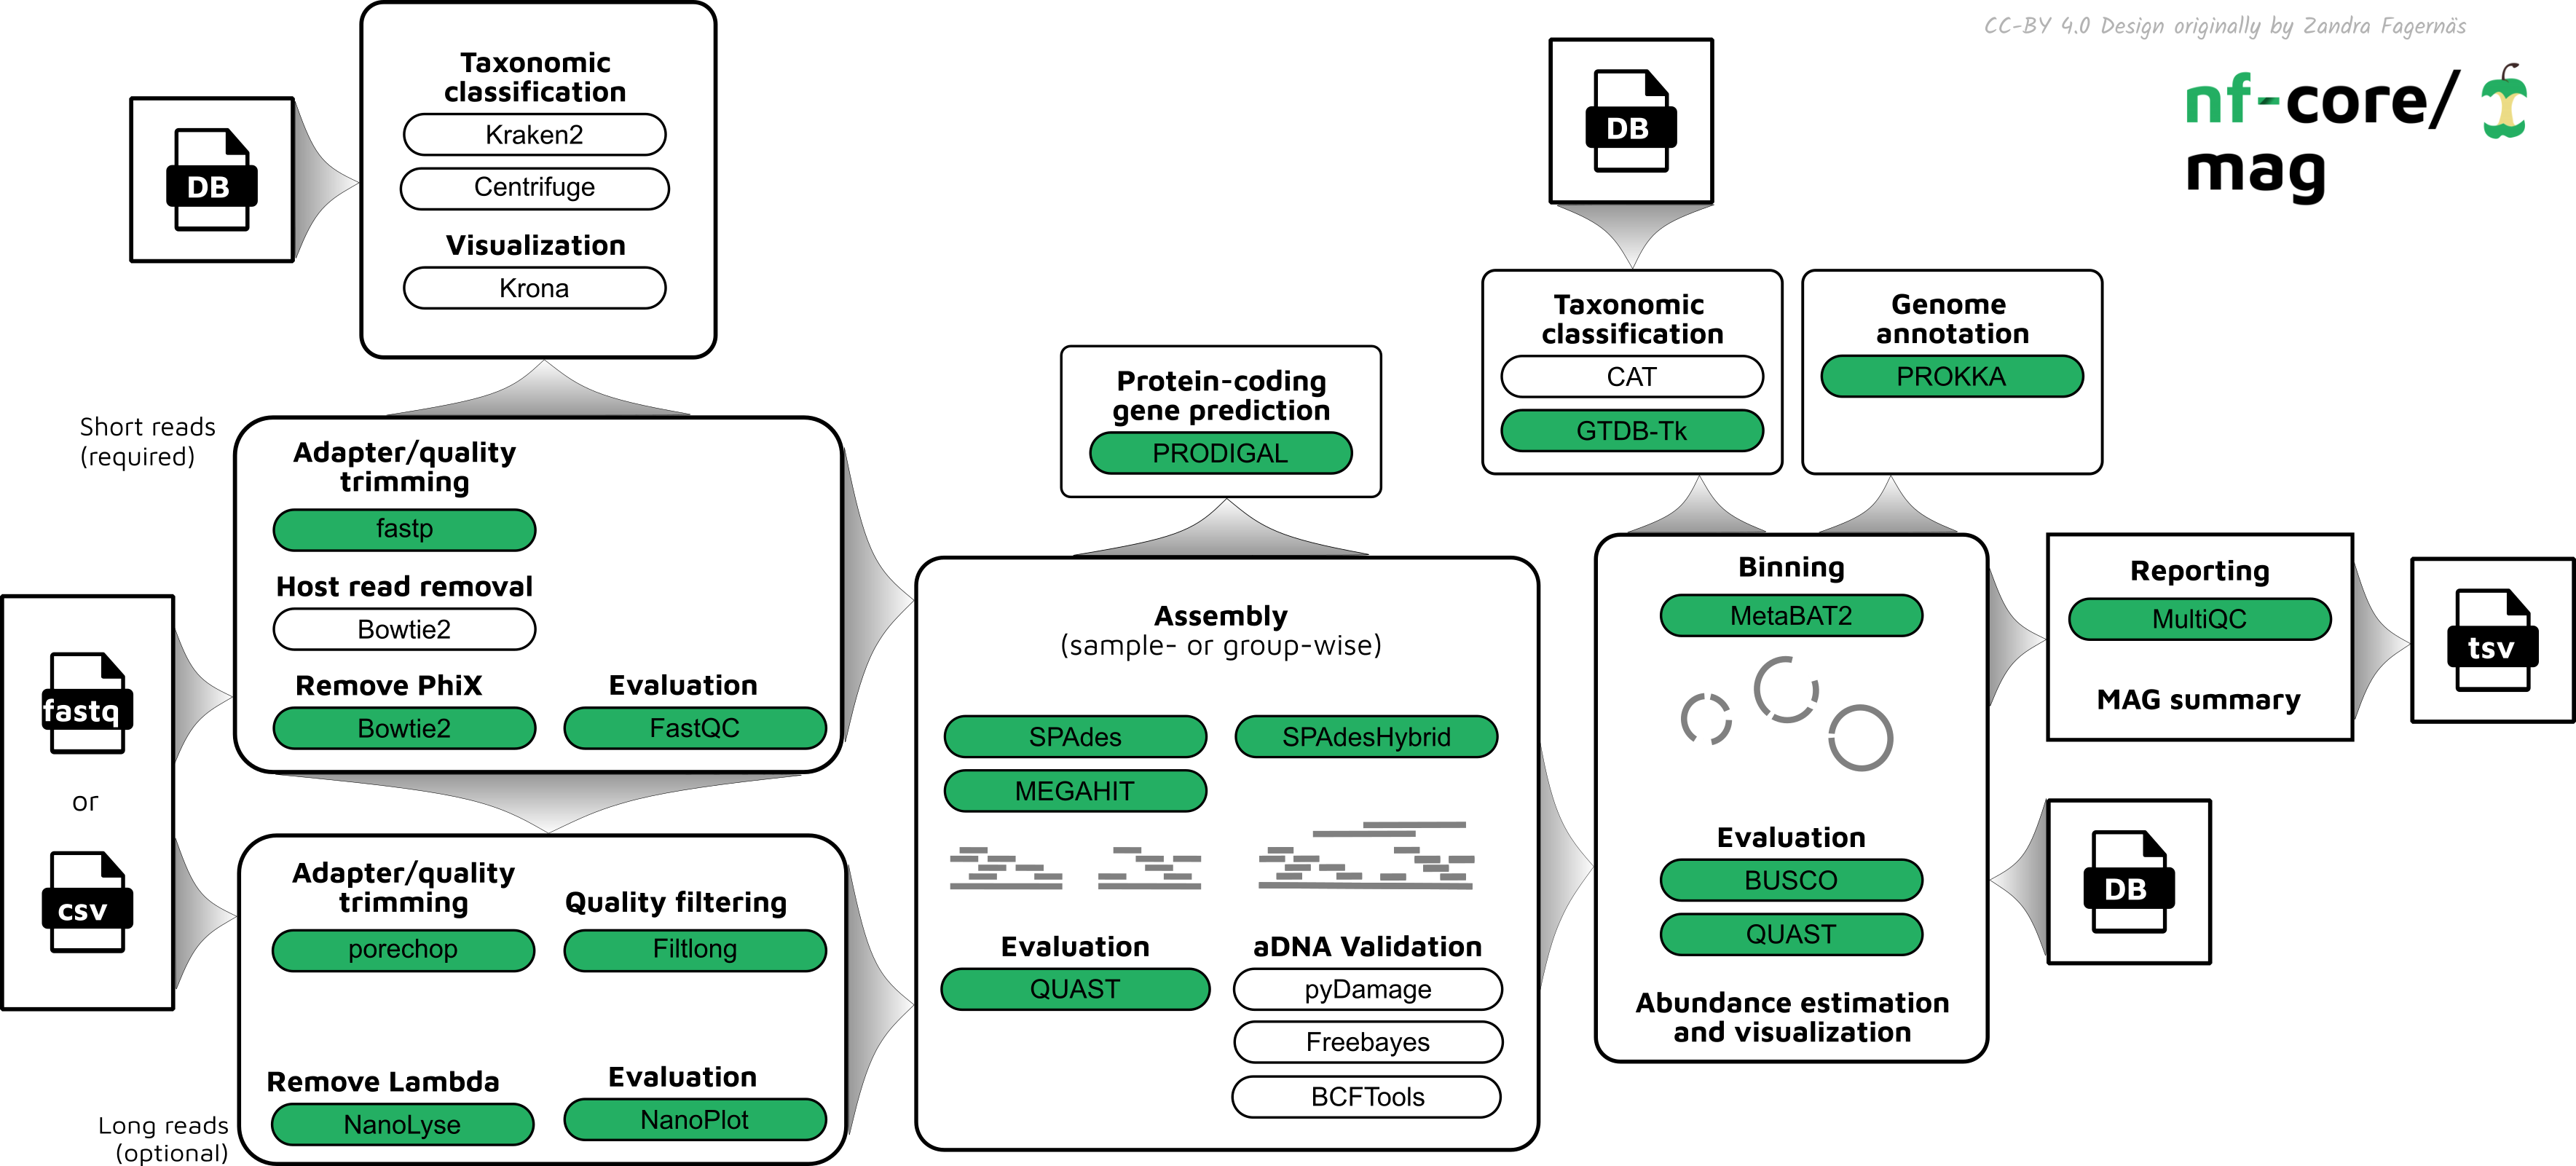 CC-BY 4.0 Design originally by Zandra Fagernäs
nf-core/
mag
DB
Taxonomic
classification
Kraken2
Centrifuge
Visualization
Krona
Short reads
(required)
Adapter/quality
trimming
fastp
Host read removal
Bowtie2
Remove PhiX
Bowtie2
Evaluation
FastQC
fastq
or
csv
Adapter/quality
trimming
porechop
Quality filtering
Filtlong
Remove Lambda
NanoLyse
Evaluation
NanoPlot
Long reads
(optional)
Protein-coding
gene prediction
PRODIGAL
Assembly
(sample- or group-wise)
SPAdes
SPAdesHybrid
MEGAHIT
Evaluation
QUAST
aDNA Validation
pyDamage
Freebayes
BCFTools
DB
Taxonomic
classification
CAT
GTDB-Tk
Genome
annotation
PROKKA
Binning
MetaBAT2
Evaluation
BUSCO
QUAST
Abundance estimation
and visualization
Reporting
MultiQC
MAG summary
tsv
DB